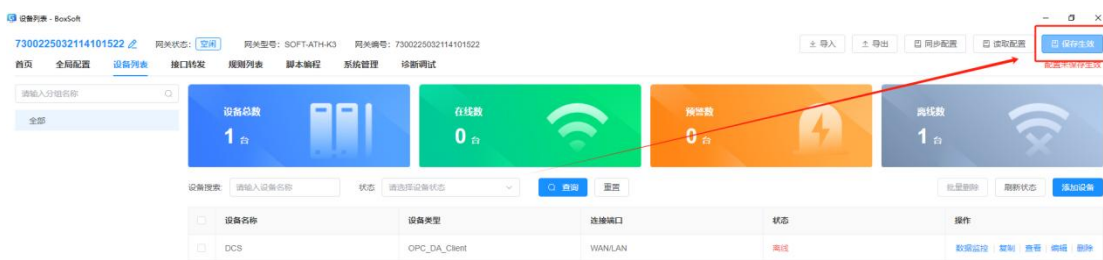 设备列表 - BoxSoft
7300225032114101522 网关状态: 空闲 网关型号: SOFT-ATH-K3 网关编号: 7300225032114101522 导入 导出 同步配置 读取配置 保存生效
首页 全局配置 设备列表 接口转发 规则列表 脚本编程 系统管理 诊断调试 配置未保存生效
请输入分组名称 设备总数 在线数 预警数 离线数
全部 1 台 0 台 0 台 1 台
设备搜索 请输入设备名称 状态 请选择设备状态 查询 重置 批量删除 刷新状态 添加设备
设备名称 设备类型 连接端口 状态 操作
DCS OPC_DA_Client WAN/LAN 离线 数据监控 复制 查看 编辑 删除